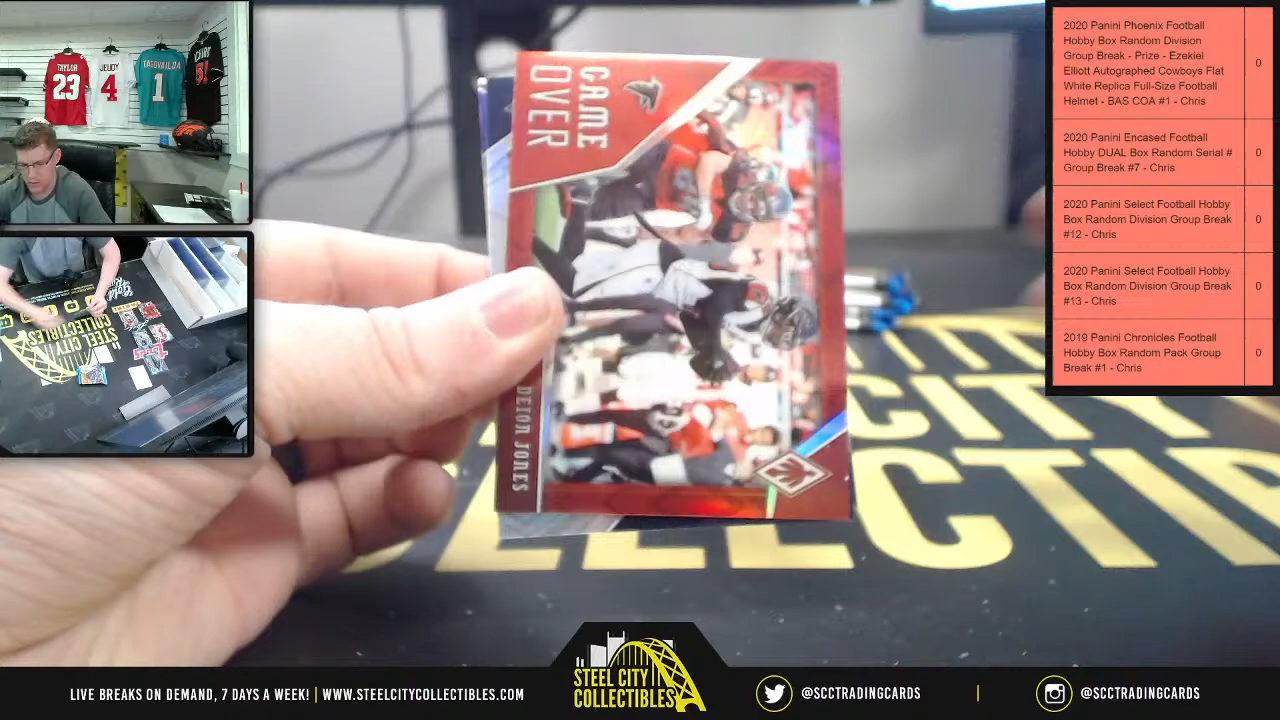 TAYLOR
23
JEUDY
4
TAGOVAILOA
1
51
GAME
OVER
DEION JONES
STEEL CITY
COLLECTIBLES
CITY
2020 Panini Phoenix Football
Hobby Box Random Division
Group Break - Prize - Ezekiel
Elliott Autographed Cowboys Flat
White Replica Full-Size Football
Helmet - BAS COA #1 - Chris
0
2020 Panini Encased Football
Hobby DUAL Box Random Serial #
Group Break #7 - Chris
0
2020 Panini Select Football Hobby
Box Random Division Group Break
#12 - Chris
0
2020 Panini Select Football Hobby
Box Random Division Group Break
#13 - Chris
0
2019 Panini Chronicles Football
Hobby Box Random Pack Group
Break #1 - Chris
0
LIVE BREAKS ON DEMAND, 7 DAYS A WEEK! | WWW.STEELCITYCOLLECTIBLES.COM
STEEL CITY
COLLECTIBLES
@SCCTRADINGCARDS | @SCCTRADINGCARDS